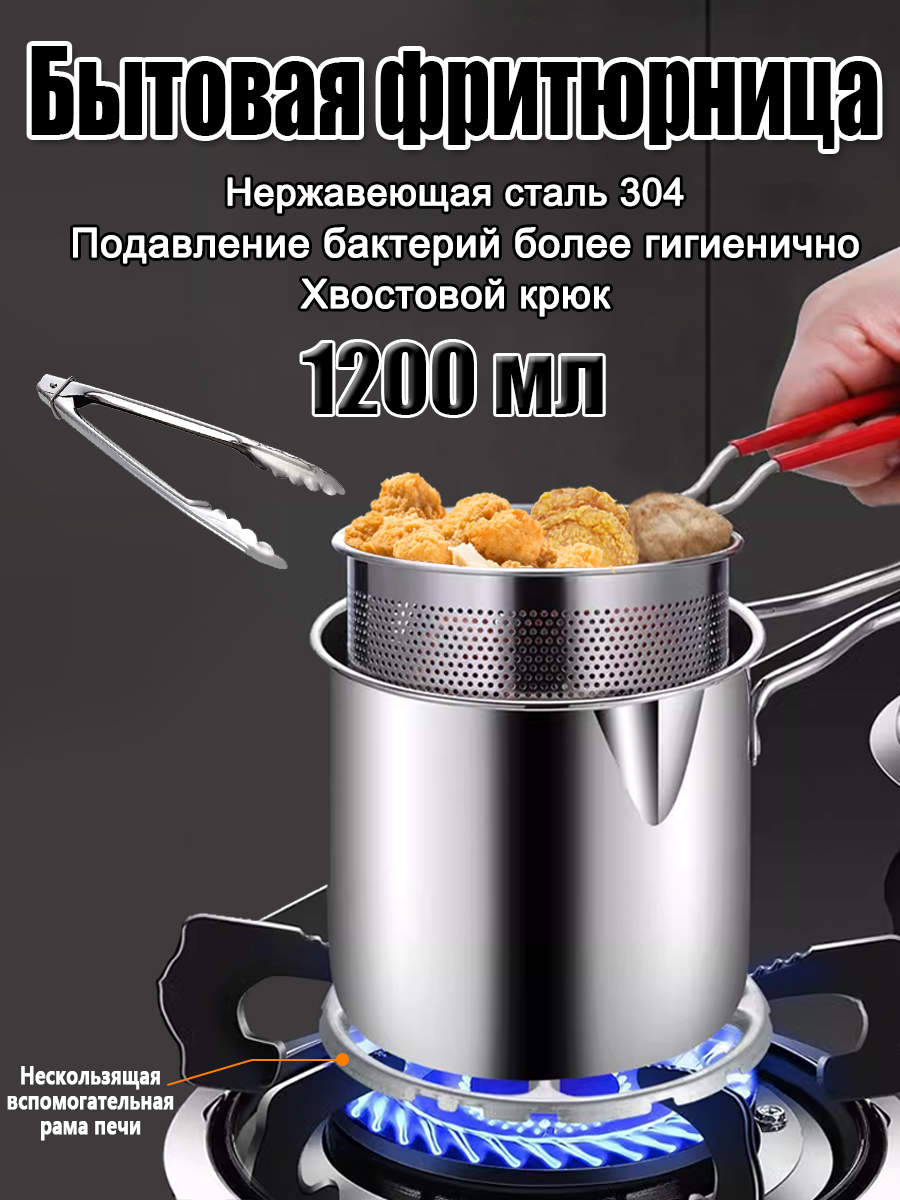 Бытовая фритюрница
Нержавеющая сталь 304
Подавление бактерий более гигиенично
Хвостовой крюк
1200 мл
Нескользящая
вспомогательная
рама печи